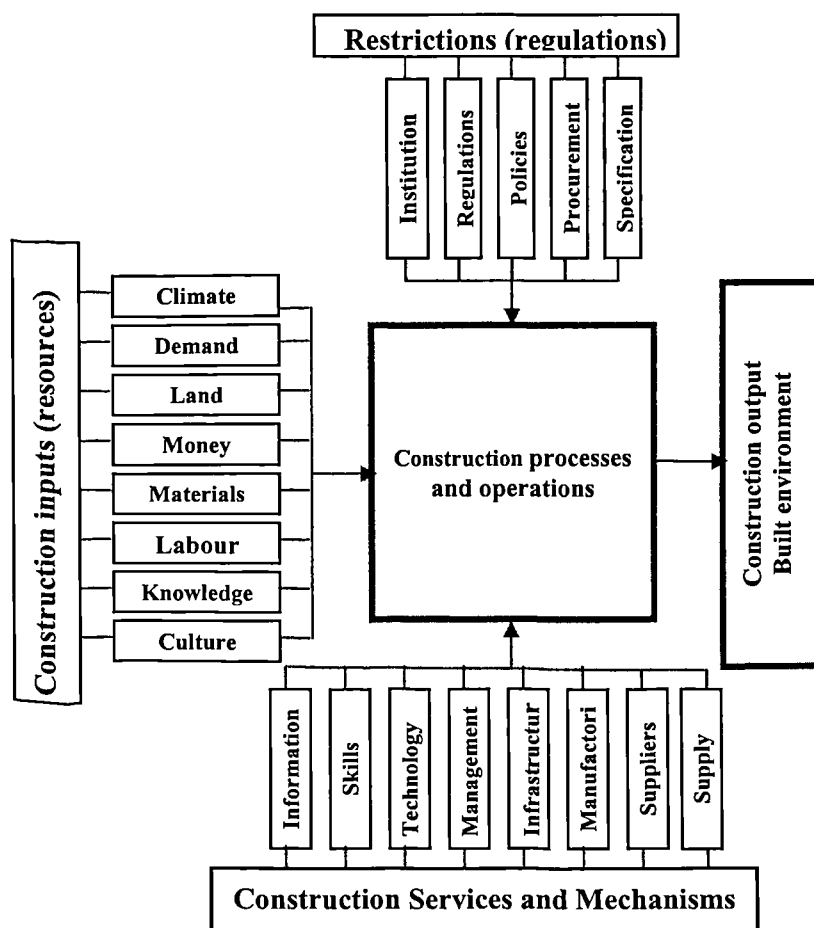 Restrictions (regulations)
Institution
Regulations
Policies
Procurement
Specification
Construction inputs (resources)
Climate
Demand
Land
Money
Materials
Labour
Knowledge
Culture
Construction processes
and operations
Construction output
Built environment
Information
Skills
Technology
Management
Infrastructur
Manufactori
Suppliers
Supply
Construction Services and Mechanisms